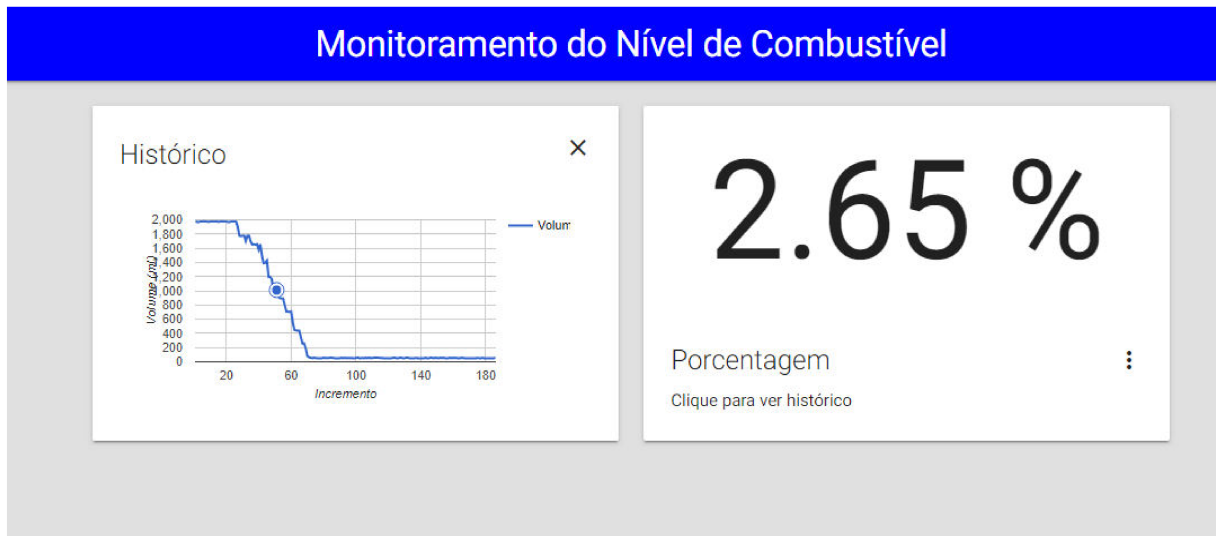 Monitoramento do Nível de Combustível
Histórico
2,000
1,800
1,600
1,400
1,200
1,000
800
600
400
200
0
Volume (mL)
20 60 100 140 180
Incremento
Volum
2.65 %
Porcentagem
Clique para ver histórico